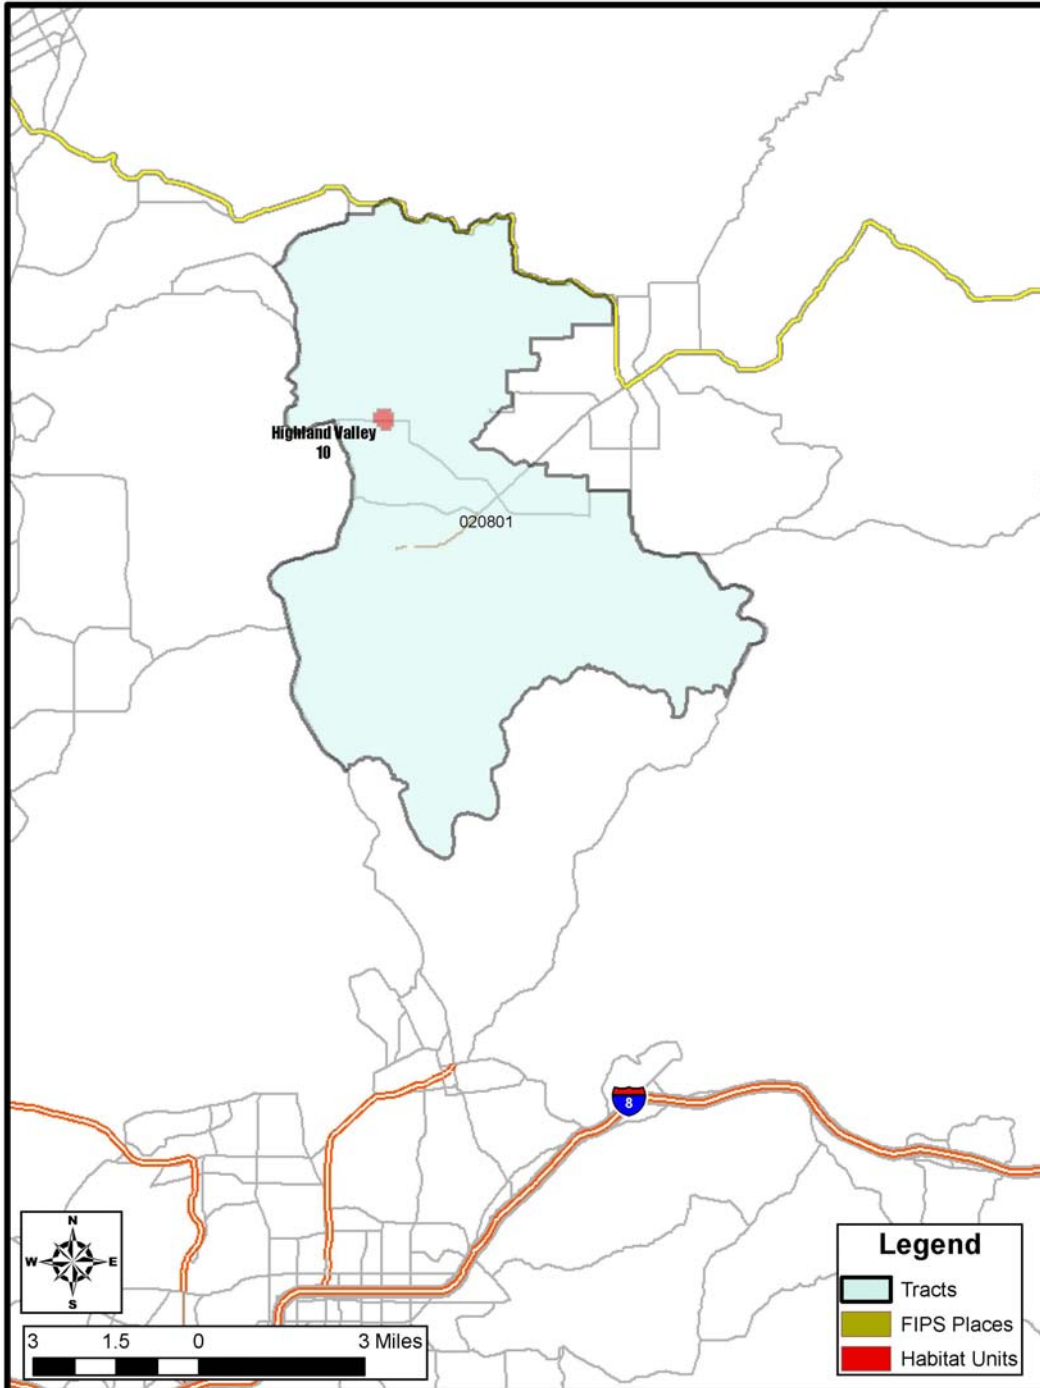 Highland Valley
10
020801
8
N
W E
S
3 1.5 0 3 Miles
Legend
Tracts
FIPS Places
Habitat Units